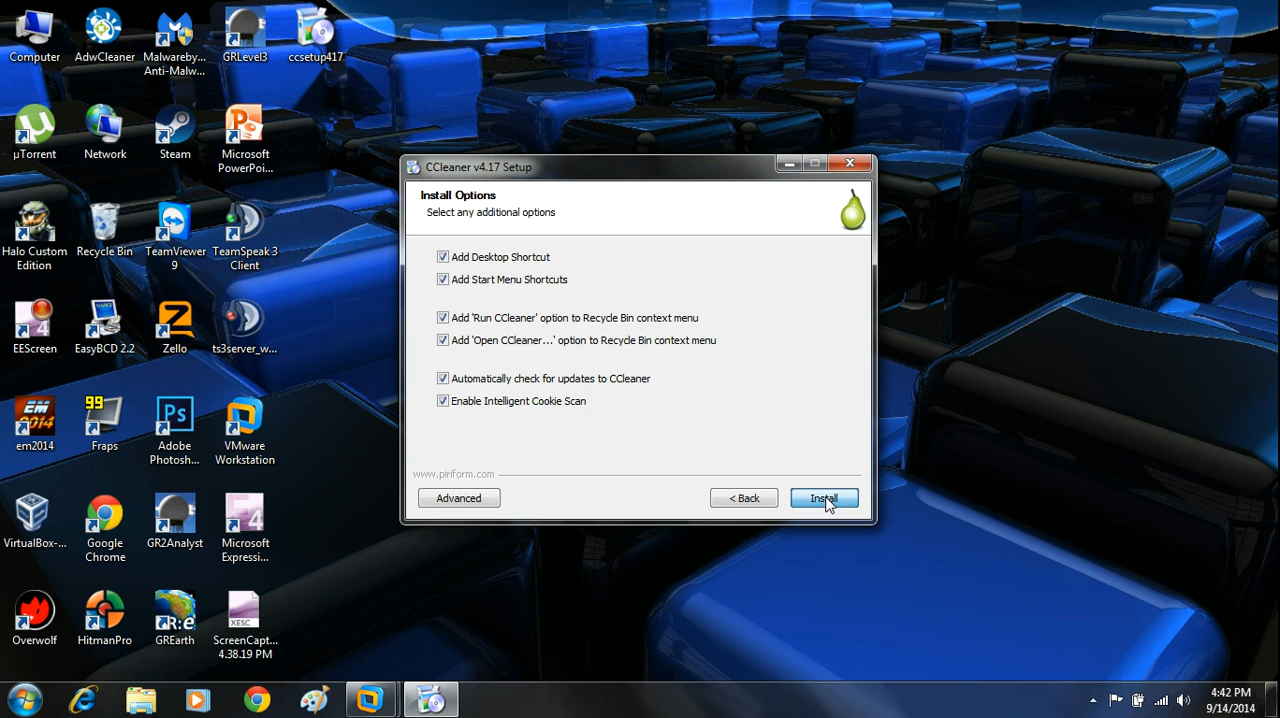 Computer
AdwCleaner
Malwareby...
Anti-Malw...
GRLevel3
ccsetup417
µTorrent
Network
Steam
Microsoft
PowerPoi...
Halo Custom
Edition
Recycle Bin
TeamViewer
9
TeamSpeak 3
Client
EEScreen
EasyBCD 2.2
Zello
ts3server_w...
EM
2014
em2014
99
Fraps
Ps
Adobe
Photosh...
VMware
Workstation
VirtualBox-...
Google
Chrome
GR2Analyst
Microsoft
Expressi...
Overwolf
HitmanPro
R:e
GREarth
XESC
ScreenCapt...
4.38.19 PM
CCleaner v4.17 Setup
Install Options
Select any additional options
Add Desktop Shortcut
Add Start Menu Shortcuts
Add 'Run CCleaner' option to Recycle Bin context menu
Add 'Open CCleaner...' option to Recycle Bin context menu
Automatically check for updates to CCleaner
Enable Intelligent Cookie Scan
www.piriform.com
Advanced
< Back
Install
4:42 PM
9/14/2014